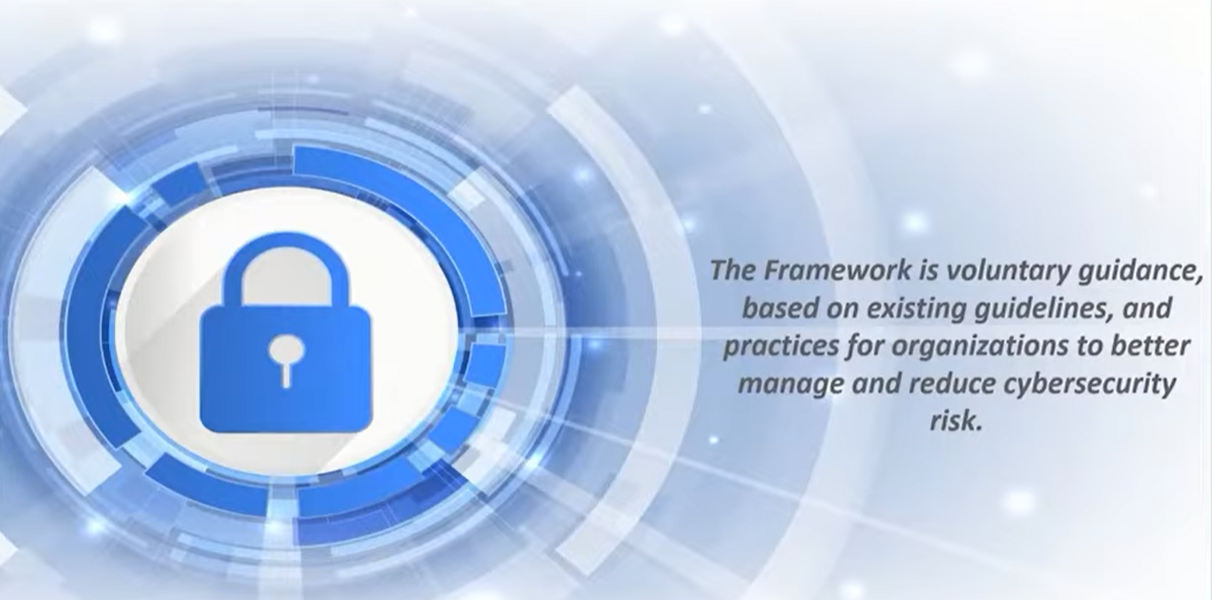 The Framework is voluntary guidance,
based on existing guidelines, and
practices for organizations to better
manage and reduce cybersecurity
risk.